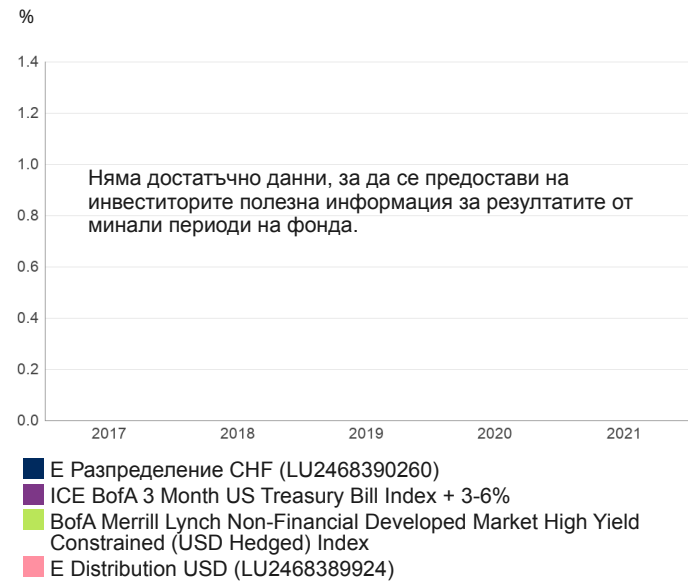 %
1.4
1.2
1.0
0.8
0.6
0.4
0.2
0.0
Няма достатъчно данни, за да се предостави на
инвеститорите полезна информация за резултатите от
минали периоди на фонда.
2017 2018 2019 2020 2021
E Разпределение CHF (LU2468390260)
ICE BofA 3 Month US Treasury Bill Index + 3-6%
BofA Merrill Lynch Non-Financial Developed Market High Yield
Constrained (USD Hedged) Index
E Distribution USD (LU2468389924)